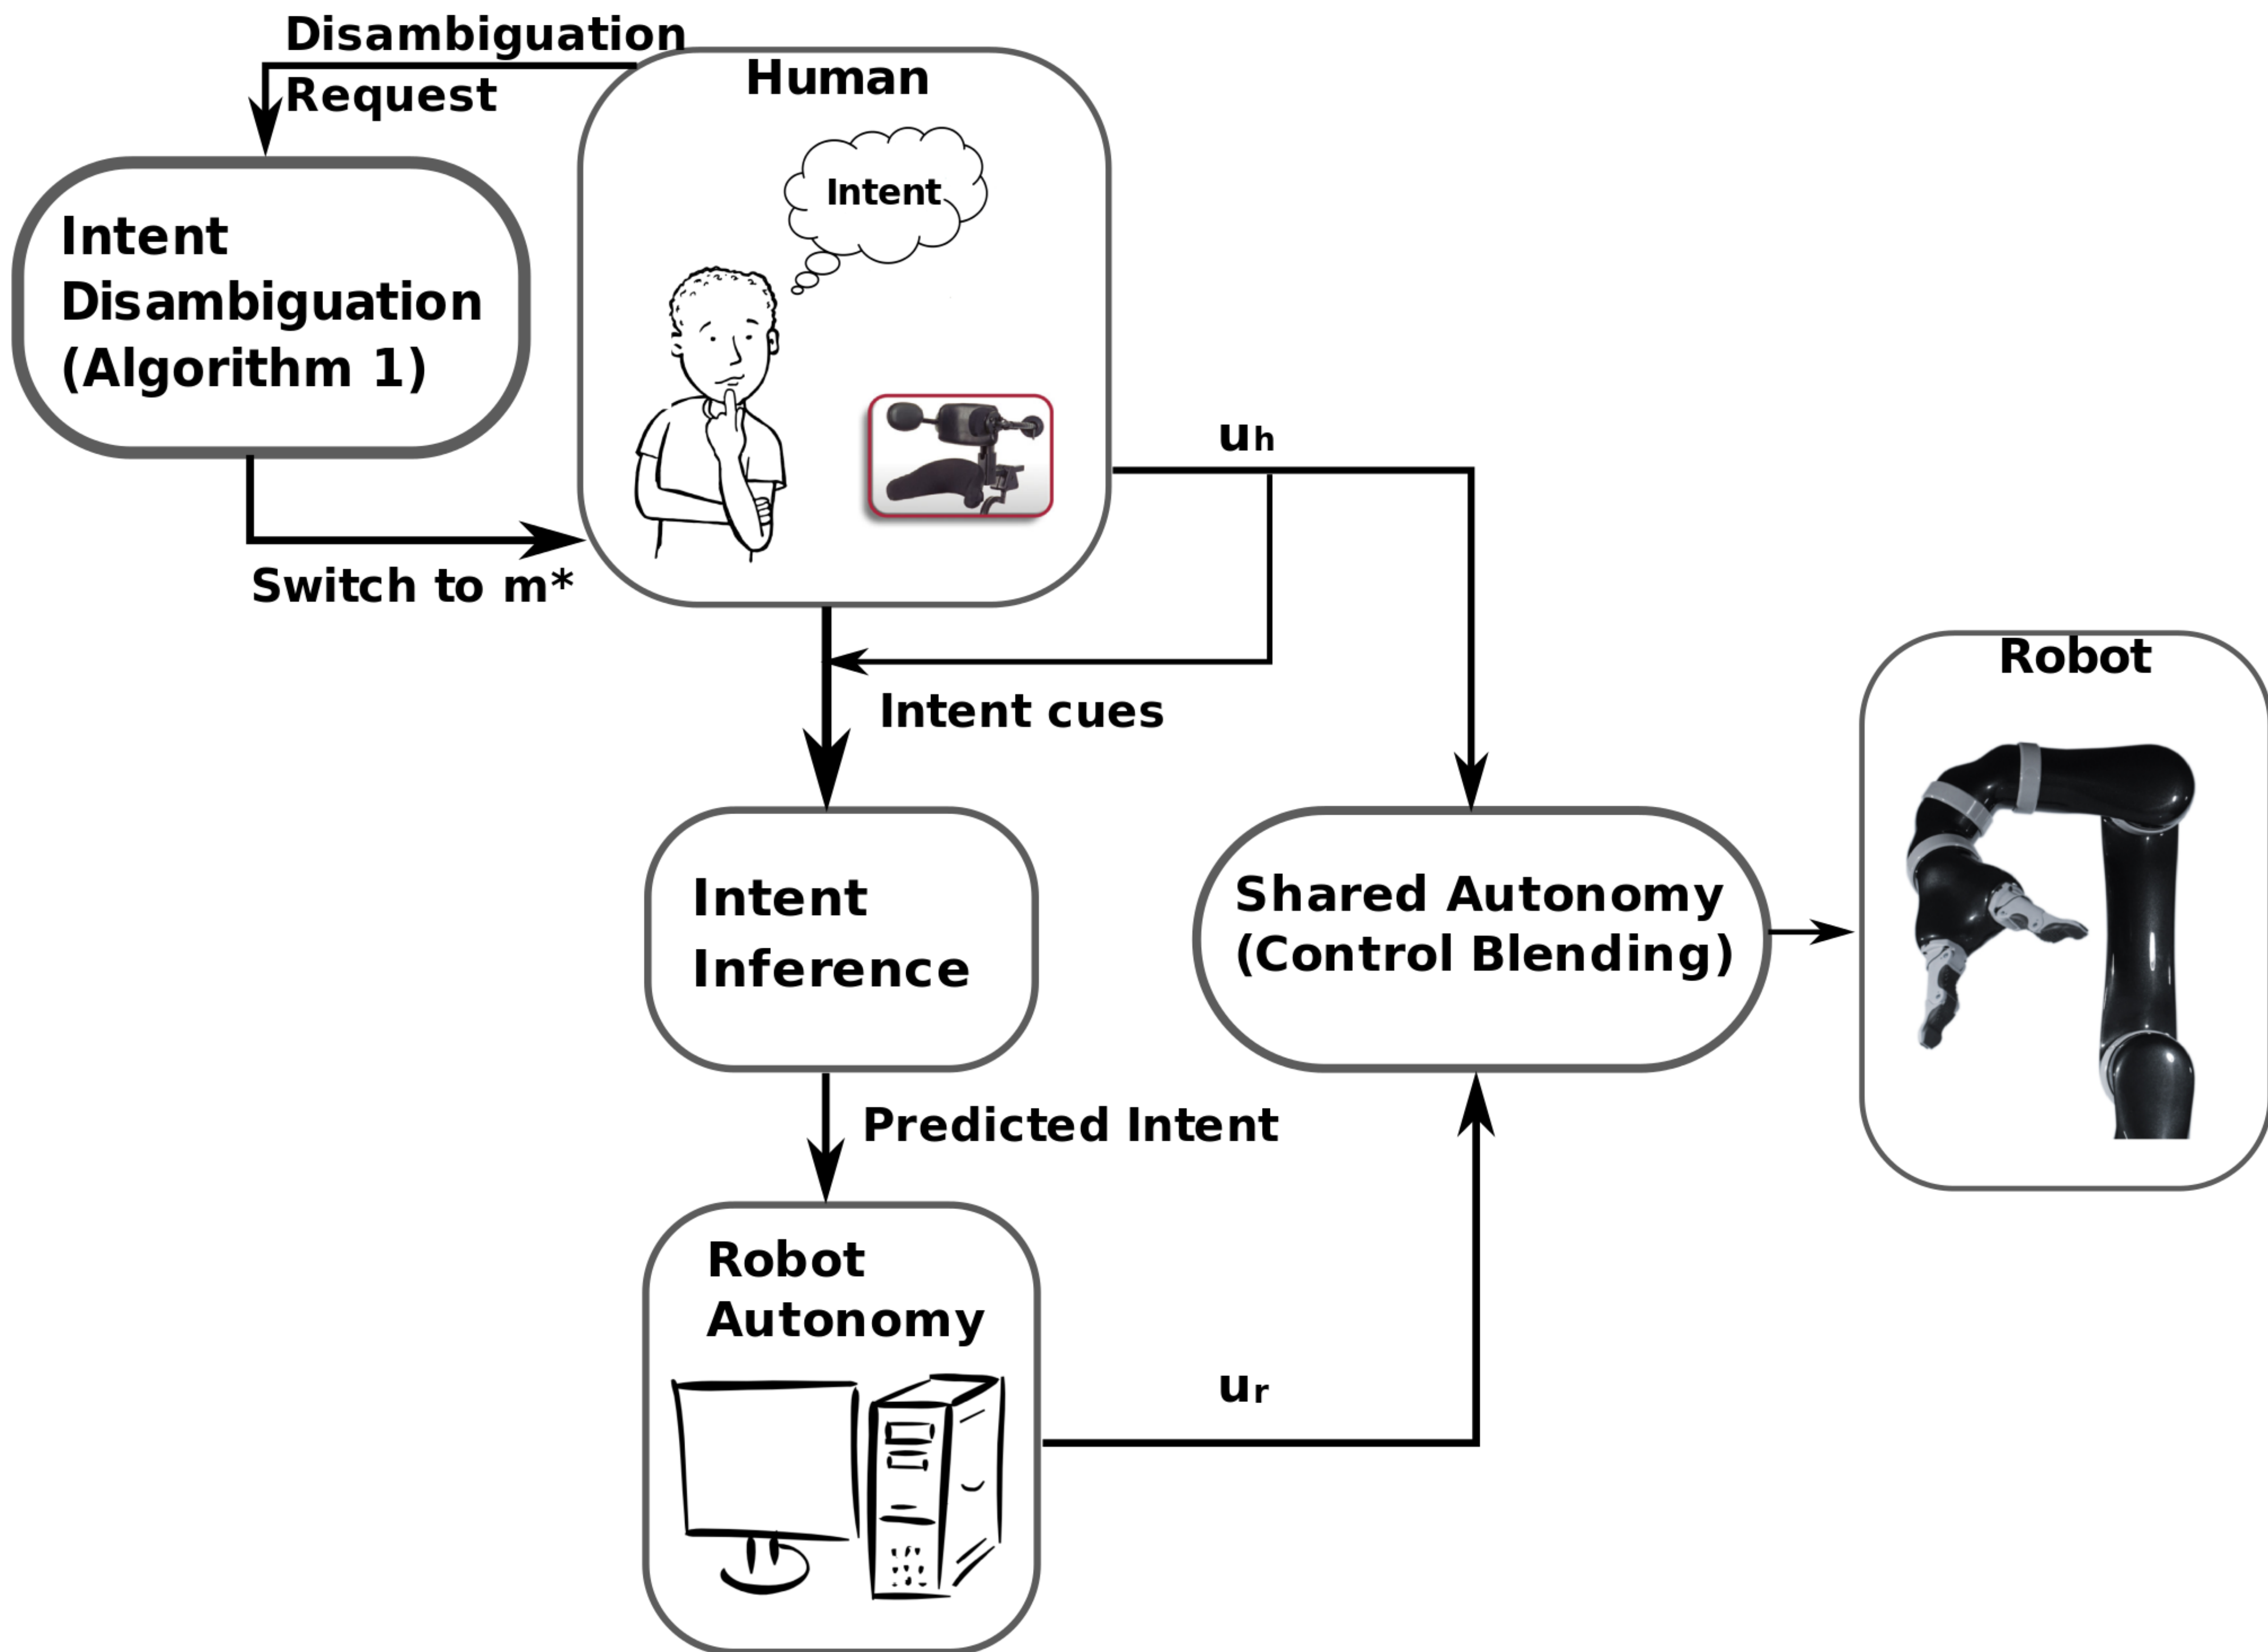 Disambiguation
Request
Human
Intent
Intent
Disambiguation
(Algorithm 1)
Switch to m*
uh
Intent cues
Robot
Intent
Inference
Shared Autonomy
(Control Blending)
Predicted Intent
Robot
Autonomy
ur